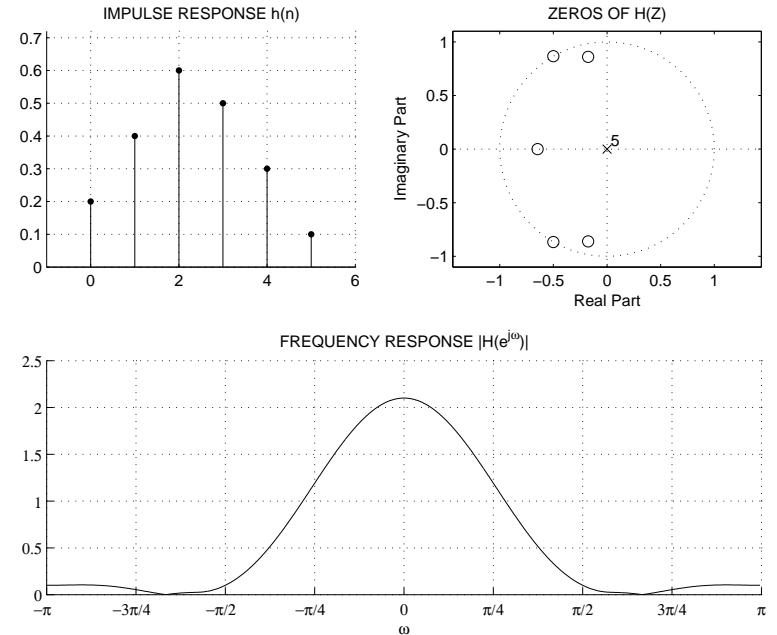 IMPULSE RESPONSE h(n)
0.7
0.6
0.5
0.4
0.3
0.2
0.1
0
0 2 4 6
ZEROS OF H(Z)
Imaginary Part
1
0.5
0
−0.5
−1
5
−1 −0.5 0 0.5 1
Real Part
FREQUENCY RESPONSE |H(e^{jω})|
2.5
2
1.5
1
0.5
0
−π −3π/4 −π/2 −π/4 0 π/4 π/2 3π/4 π
ω